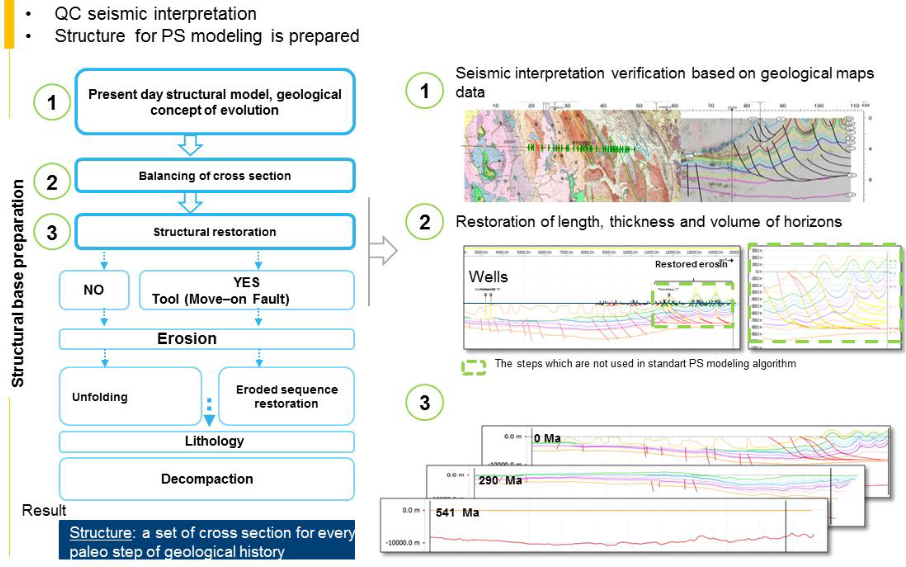 • QC seismic interpretation
• Structure for PS modeling is prepared
Structural base preparation
1
Present day structural model, geological
concept of evolution
2
Balancing of cross section
3
Structural restoration
NO
YES
Tool (Move–on Fault)
Erosion
Unfolding
Eroded sequence
restoration
Lithology
Decompaction
Result
Structure: a set of cross section for every
paleo step of geological history
1
Seismic interpretation verification based on geological maps
data
10 20 30 40 50 60 70 80 90 100 110 KM
2
Restoration of length, thickness and volume of horizons
Restored erosin
Wells
The steps which are not used in standart PS modeling algorithm
3
0.0 m
0 Ma
-10000.0 m
0.0 m
290 Ma
0.0 m
541 Ma
-10000.0 m